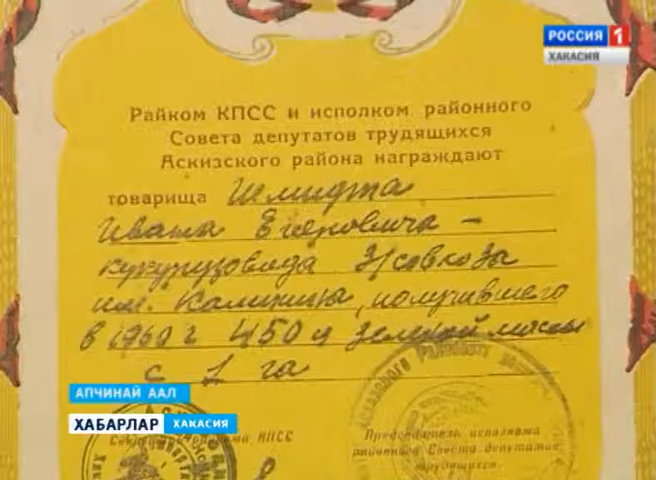 РОССИЯ 1
ХАКАСИЯ
Райком КПСС и исполком районного
Совета депутатов трудящихся
Аскизского района награждают
товарища Шмидта
Ивана Егоровича –
кукурузовода з/совхоза
им. Калинина, получившего
в 1960 г 450 ц зеленой массы
с 1 га
АПЧИНАЙ ААЛ
ХАБАРЛАР ХАКАСИЯ
КПСС
Председатель исполкома
районного Совета депутатов
трудящихся